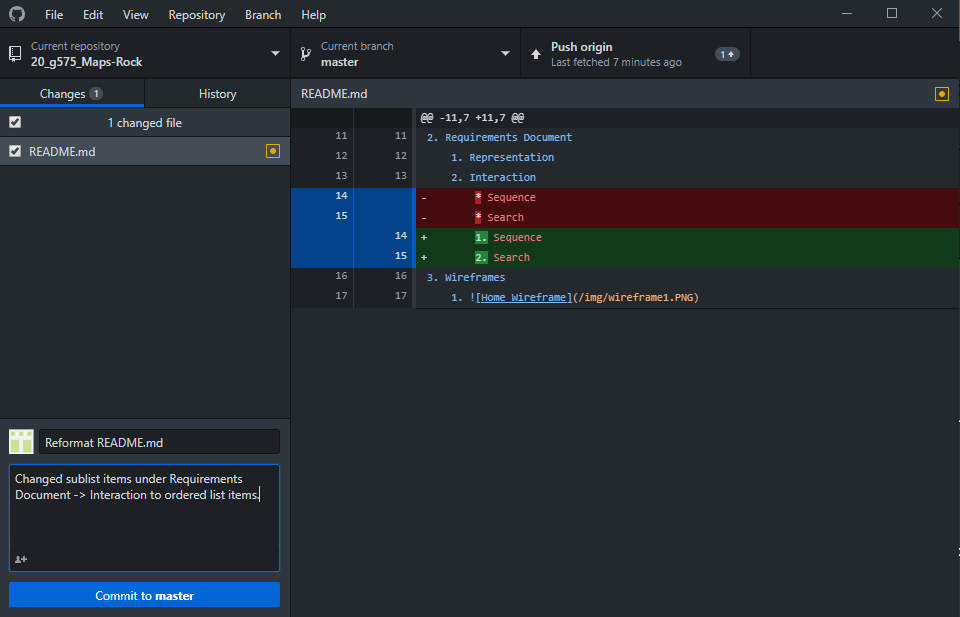 File Edit View Repository Branch Help
Current repository
20_g575_Maps-Rock
Current branch
master
Push origin
Last fetched 7 minutes ago
1
Changes 1
History
1 changed file
README.md
README.md
@@ -11,7 +11,7 @@
11 11 2. Requirements Document
12 12 1. Representation
13 13 2. Interaction
14 - * Sequence
15 - * Search
14 + 1. Sequence
15 + 2. Search
16 16 3. Wireframes
17 17 1. ![Home Wireframe](/img/wireframe1.PNG)
Reformat README.md
Changed sublist items under Requirements
Document -> Interaction to ordered list items.
Commit to master